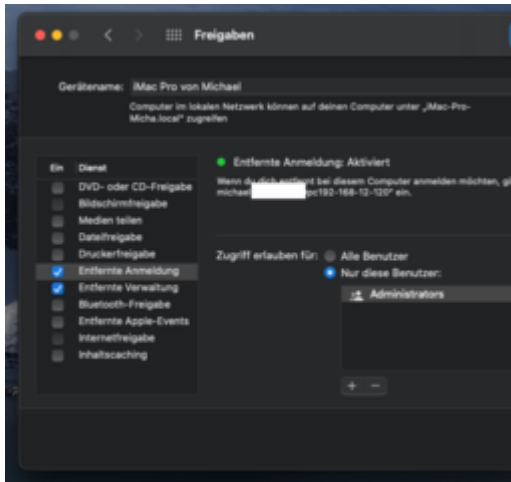 Freigaben
Gerätename: iMac Pro von Michael
Computer im lokalen Netzwerk können auf deinen Computer unter „iMac-Pro-
Micha.local“ zugreifen
Ein Dienst
DVD- oder CD-Freigabe
Bildschirmfreigabe
Medien teilen
Dateifreigabe
Druckerfreigabe
Entfernte Anmeldung
Entfernte Verwaltung
Bluetooth-Freigabe
Entfernte Apple-Events
Internetfreigabe
Inhaltscaching
Entfernte Anmeldung: Aktiviert
Wenn du dich entfernt bei diesem Computer anmelden möchten, gi
michael pc192-168-12-120“ ein.
Zugriff erlauben für: Alle Benutzer
Nur diese Benutzer:
Administrators